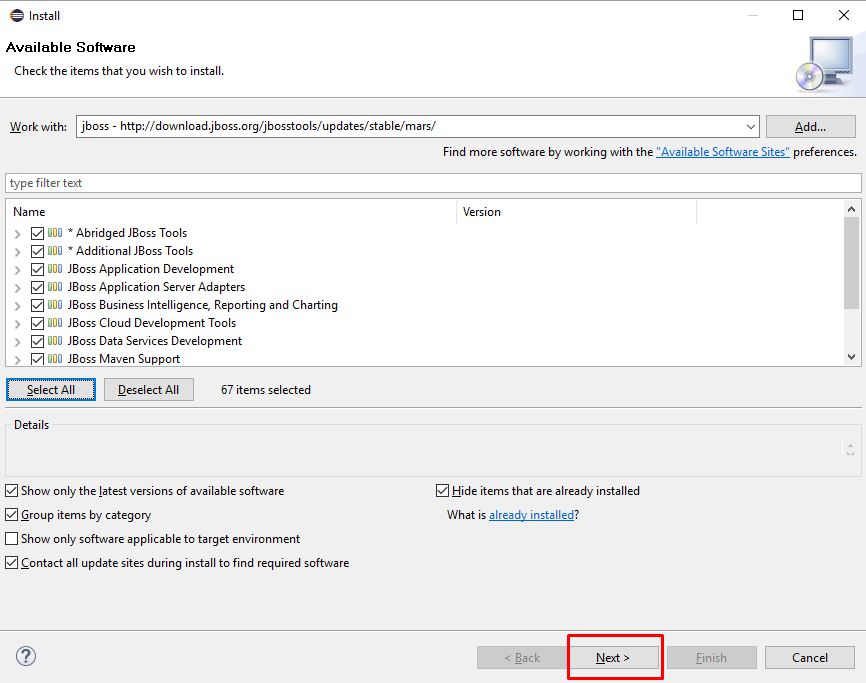 Install
Available Software
Check the items that you wish to install.
Work with: jboss - http://download.jboss.org/jbosstools/updates/stable/mars/ Add...
Find more software by working with the "Available Software Sites" preferences.
type filter text
Name Version
* Abridged JBoss Tools
* Additional JBoss Tools
JBoss Application Development
JBoss Application Server Adapters
JBoss Business Intelligence, Reporting and Charting
JBoss Cloud Development Tools
JBoss Data Services Development
JBoss Maven Support
Select All Deselect All 67 items selected
Details
Show only the latest versions of available software Hide items that are already installed
Group items by category What is already installed?
Show only software applicable to target environment
Contact all update sites during install to find required software
? < Back Next > Finish Cancel